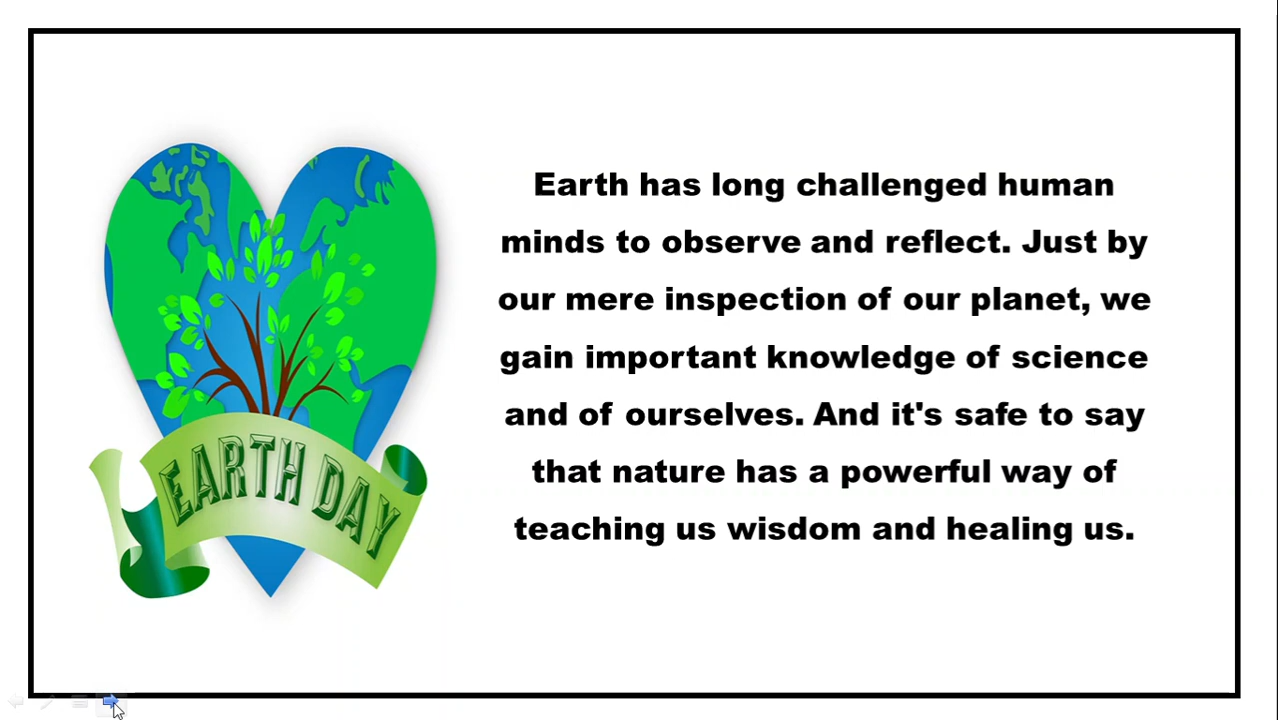 Earth has long challenged human
minds to observe and reflect. Just by
our mere inspection of our planet, we
gain important knowledge of science
and of ourselves. And it's safe to say
that nature has a powerful way of
teaching us wisdom and healing us.
EARTH DAY